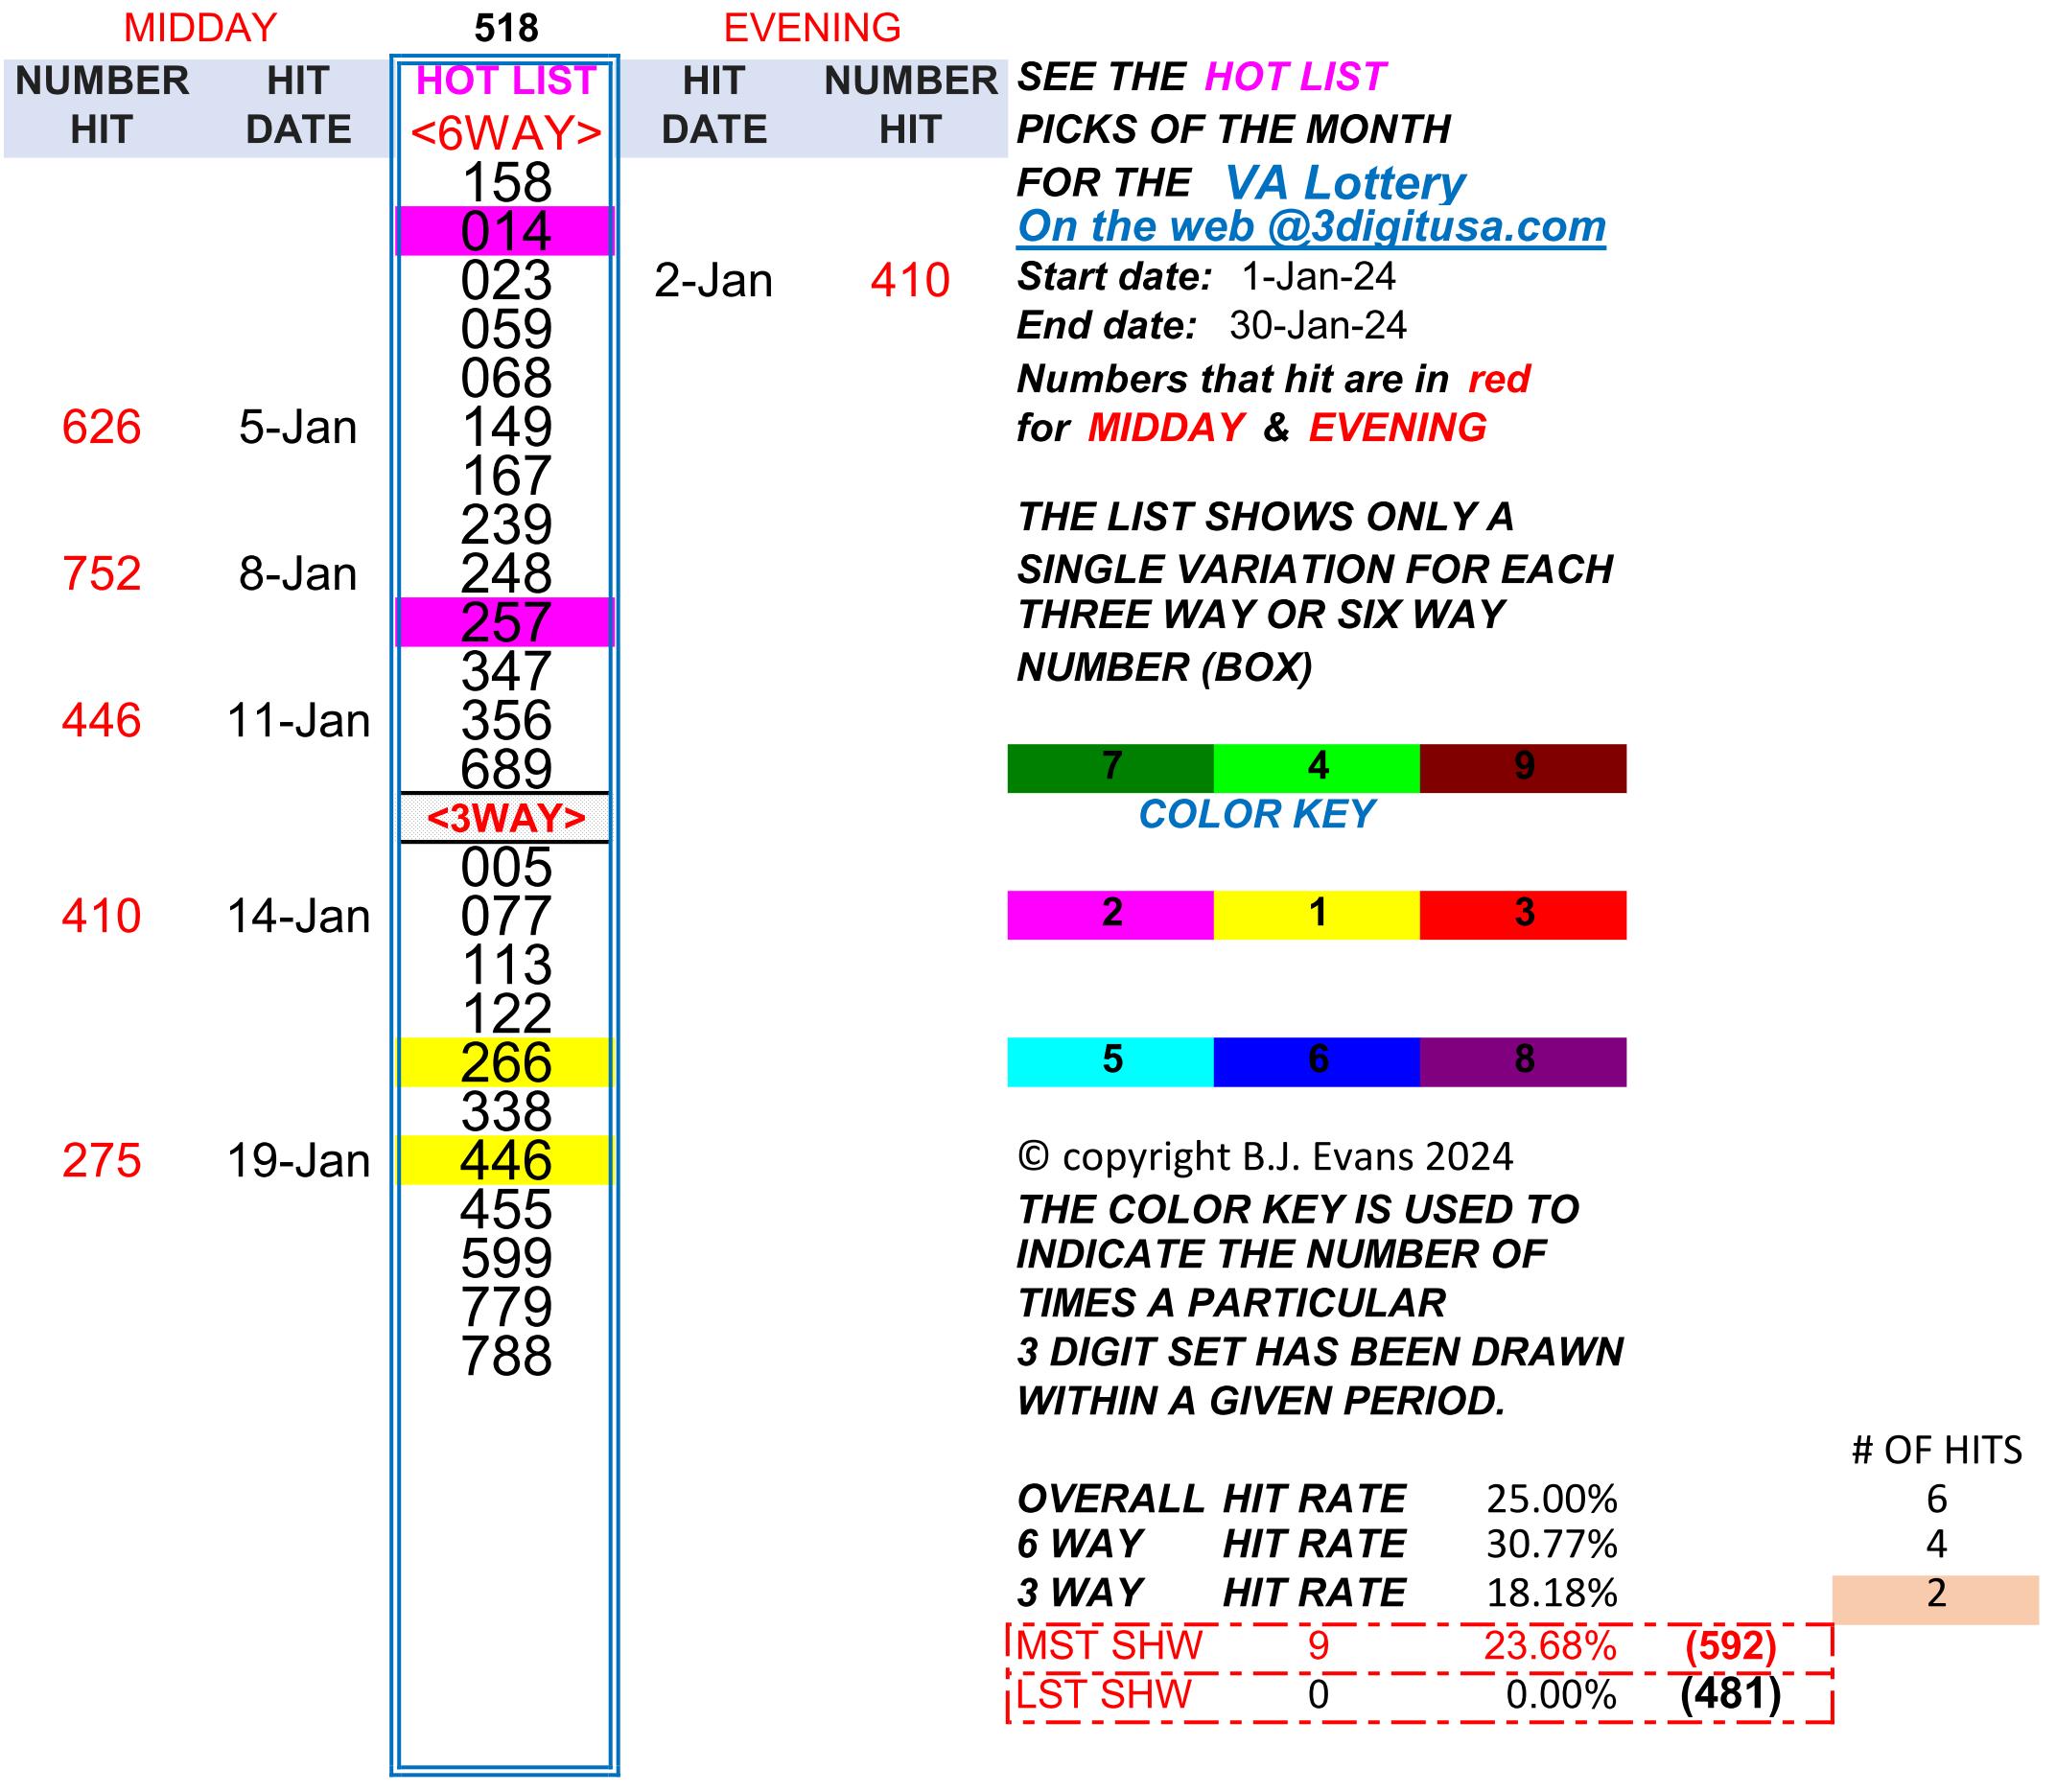 MIDDAY 518 EVENING
NUMBER HIT HOT LIST HIT NUMBER SEE THE HOT LIST
HIT DATE <6WAY> DATE HIT PICKS OF THE MONTH
158 FOR THE VA Lottery
014 On the web @3digitusa.com
023 2-Jan 410 Start date: 1-Jan-24
059 End date: 30-Jan-24
068 Numbers that hit are in red
626 5-Jan 149 for MIDDAY & EVENING
167
239 THE LIST SHOWS ONLY A
752 8-Jan 248 SINGLE VARIATION FOR EACH
257 THREE WAY OR SIX WAY
347 NUMBER (BOX)
446 11-Jan 356
689 7 4 9
<3WAY> COLOR KEY
005
410 14-Jan 077 2 1 3
113
122
266 5 6 8
338
275 19-Jan 446 © copyright B.J. Evans 2024
455 THE COLOR KEY IS USED TO
599 INDICATE THE NUMBER OF
779 TIMES A PARTICULAR
788 3 DIGIT SET HAS BEEN DRAWN
WITHIN A GIVEN PERIOD.
# OF HITS
OVERALL HIT RATE 25.00% 6
6 WAY HIT RATE 30.77% 4
3 WAY HIT RATE 18.18% 2
MST SHW 9 23.68% (592)
LST SHW 0 0.00% (481)